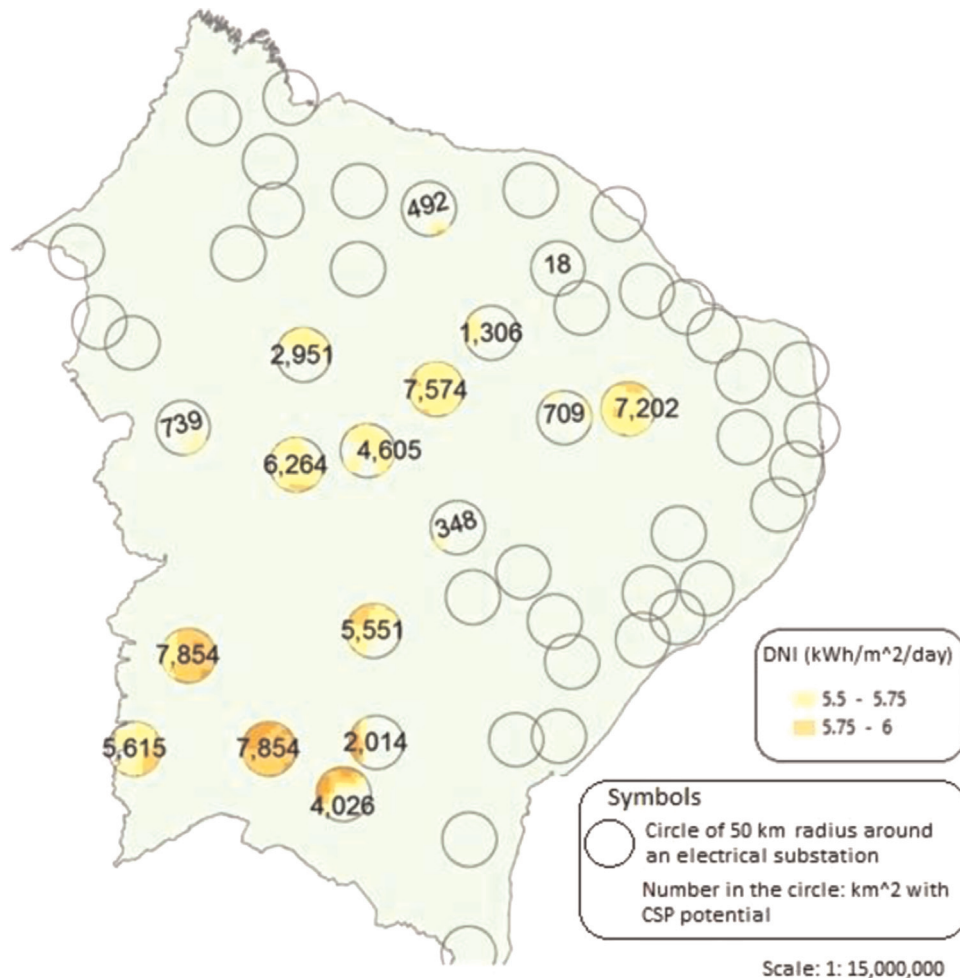 492
18
1,306
2,951
7,574
709
7,202
739
4,605
6,264
348
5,551
7,854
5,615
7,854
2,014
4,026
DNI (kWh/m^2/day)
5.5 - 5.75
5.75 - 6
Symbols
Circle of 50 km radius around
an electrical substation
Number in the circle: km^2 with
CSP potential
Scale: 1: 15,000,000